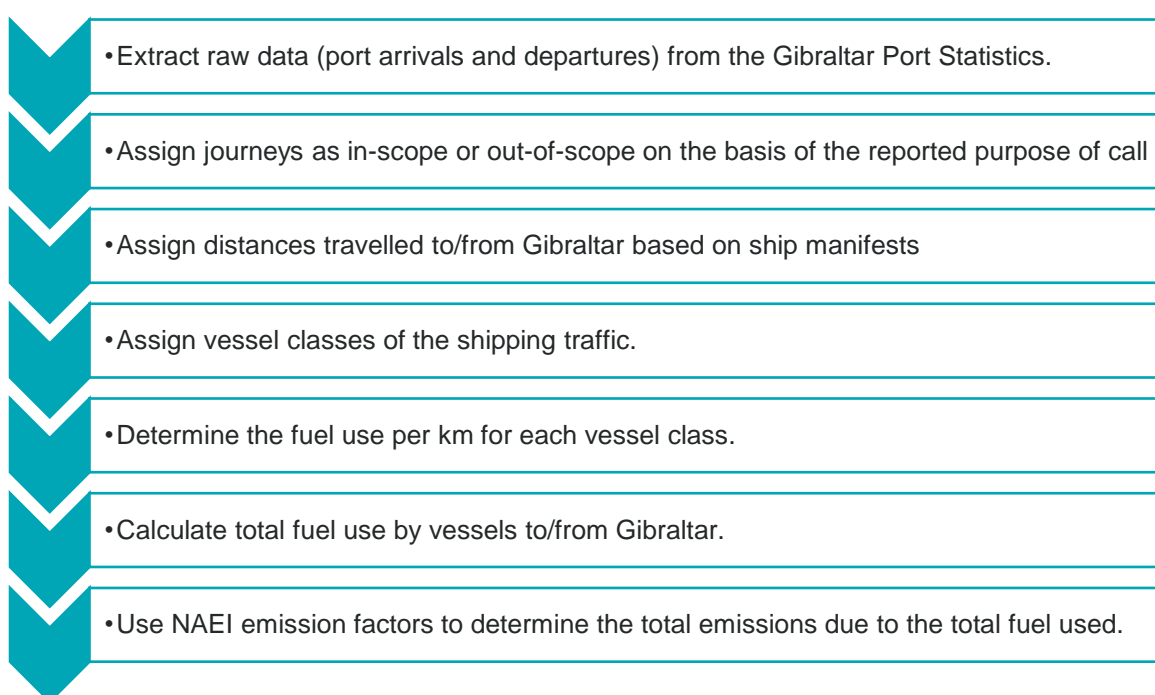 •Extract raw data (port arrivals and departures) from the Gibraltar Port Statistics.
•Assign journeys as in-scope or out-of-scope on the basis of the reported purpose of call
•Assign distances travelled to/from Gibraltar based on ship manifests
•Assign vessel classes of the shipping traffic.
•Determine the fuel use per km for each vessel class.
•Calculate total fuel use by vessels to/from Gibraltar.
•Use NAEI emission factors to determine the total emissions due to the total fuel used.